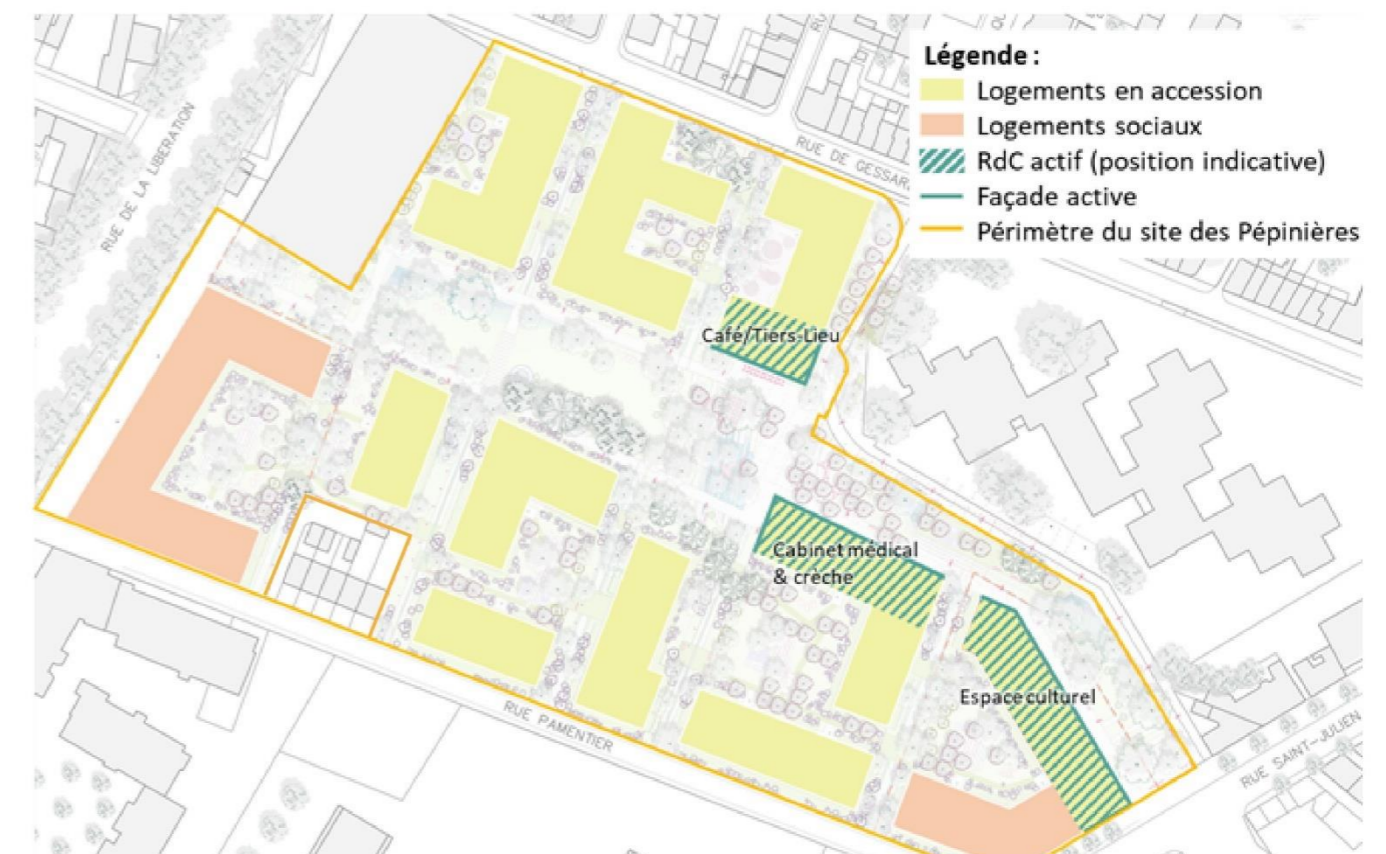 Légende :
Logements en accession
Logements sociaux
RdC actif (position indicative)
Façade active
Périmètre du site des Pépinières
RUE DE LA LIBERATION
RUE DE GESSAR
Café/Tiers-Lieu
Cabinet médical
& crèche
Espace culturel
RUE PAMENTIER
RUE SAINT-JULIEN